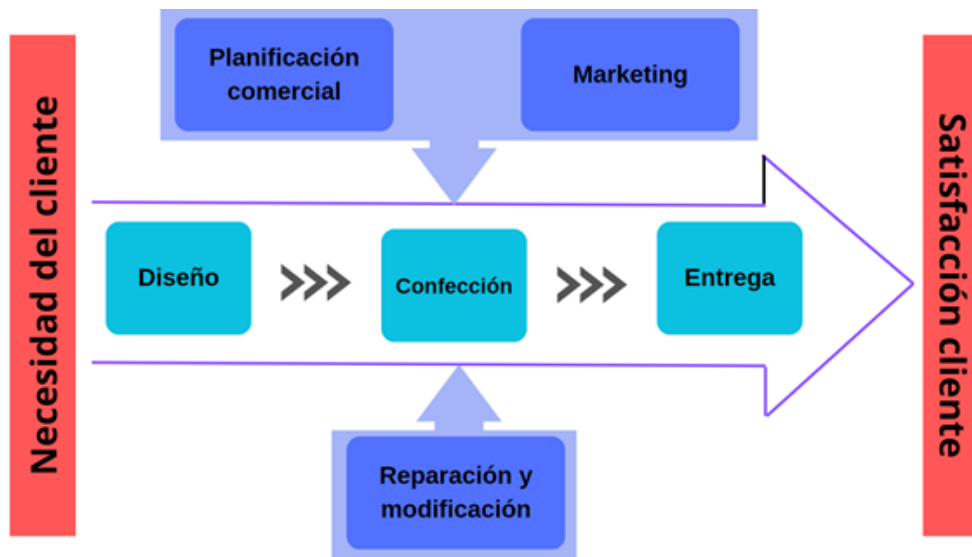 Necesidad del cliente
Planificación
comercial
Marketing
Diseño
Confección
Entrega
Reparación y
modificación
Satisfacción cliente